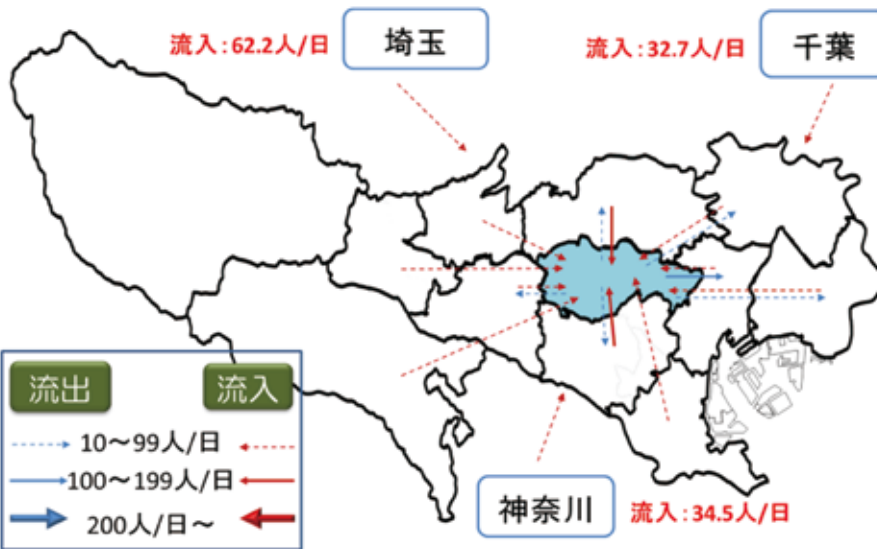 流入:62.2人/日
埼玉
流入:32.7人/日
千葉
流出
流入
10〜99人/日
100〜199人/日
200人/日〜
神奈川
流入:34.5人/日